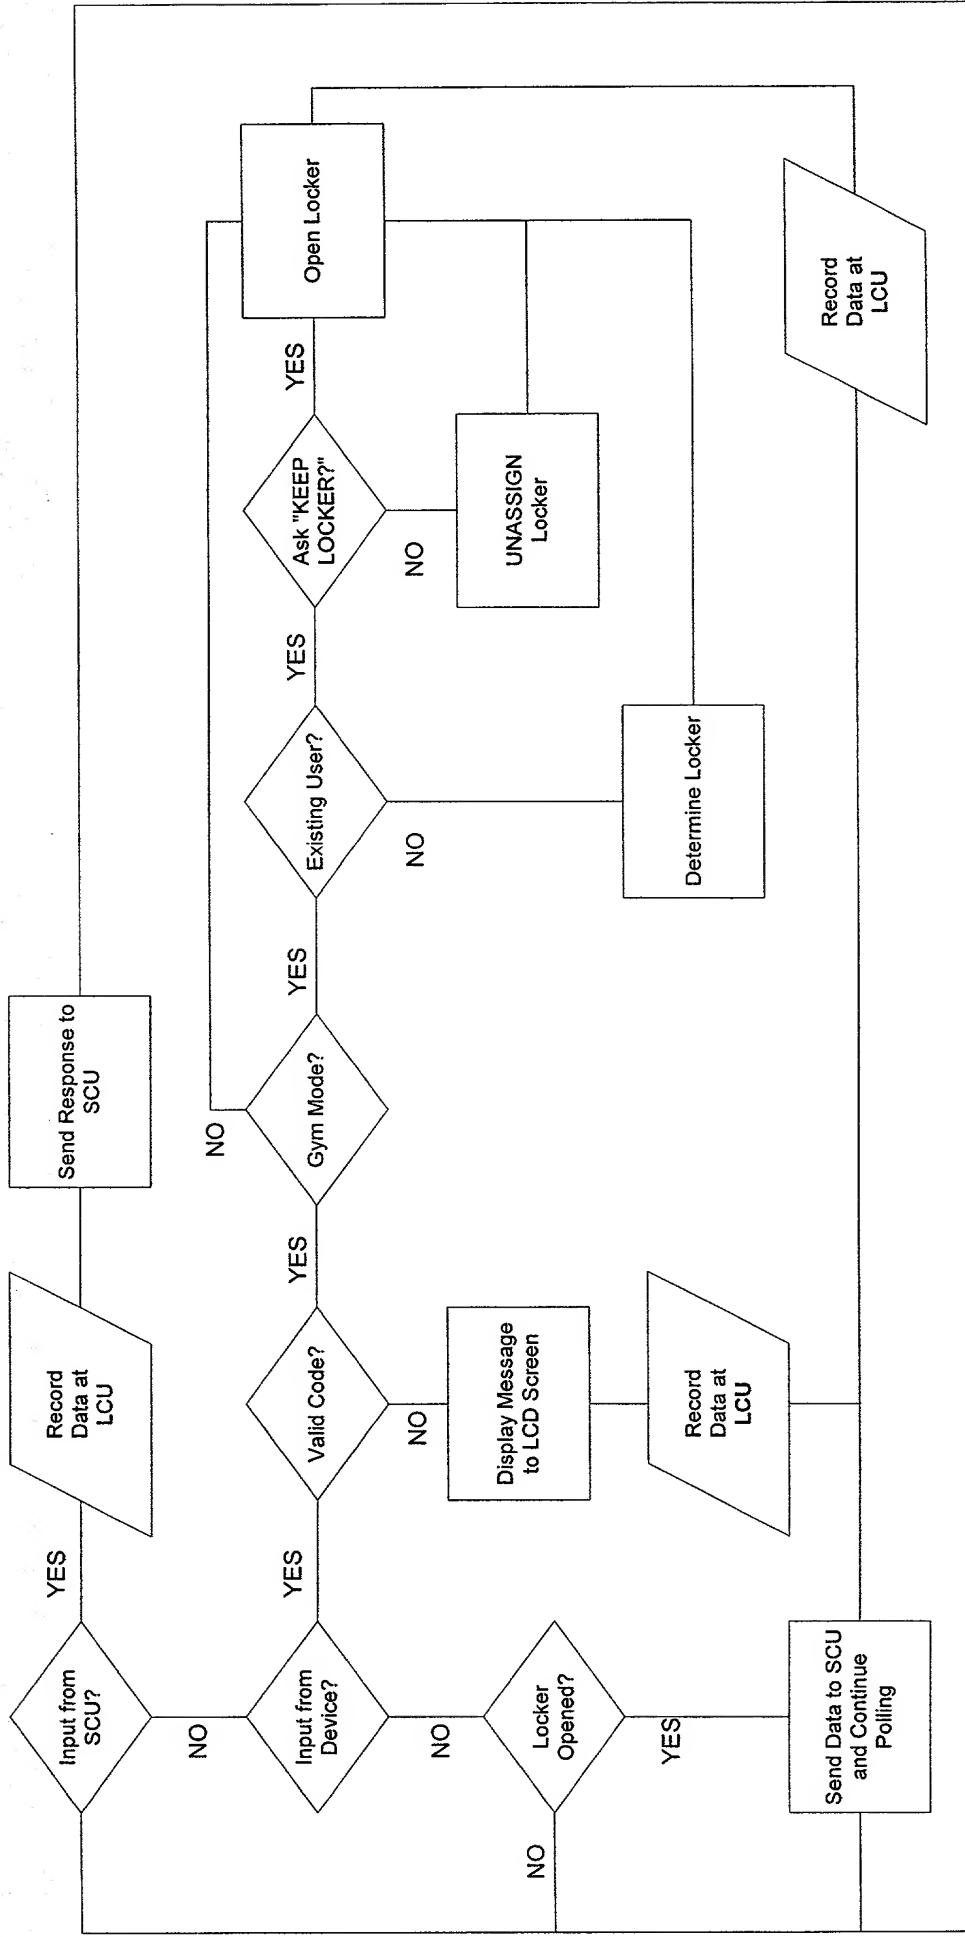 Input from
SCU?
YES
Record
Data at
LCU
Send Response to
SCU
NO
Input from
Device?
YES
Valid Code?
YES
Gym Mode?
NO
YES
Existing User?
YES
Ask "KEEP
LOCKER?"
YES
Open Locker
NO
Locker
Opened?
NO
YES
NO
Display Message
to LCD Screen
Record
Data at
LCU
NO
Determine Locker
NO
UNASSIGN
Locker
Send Data to SCU
and Continue
Polling
Record
Data at
LCU